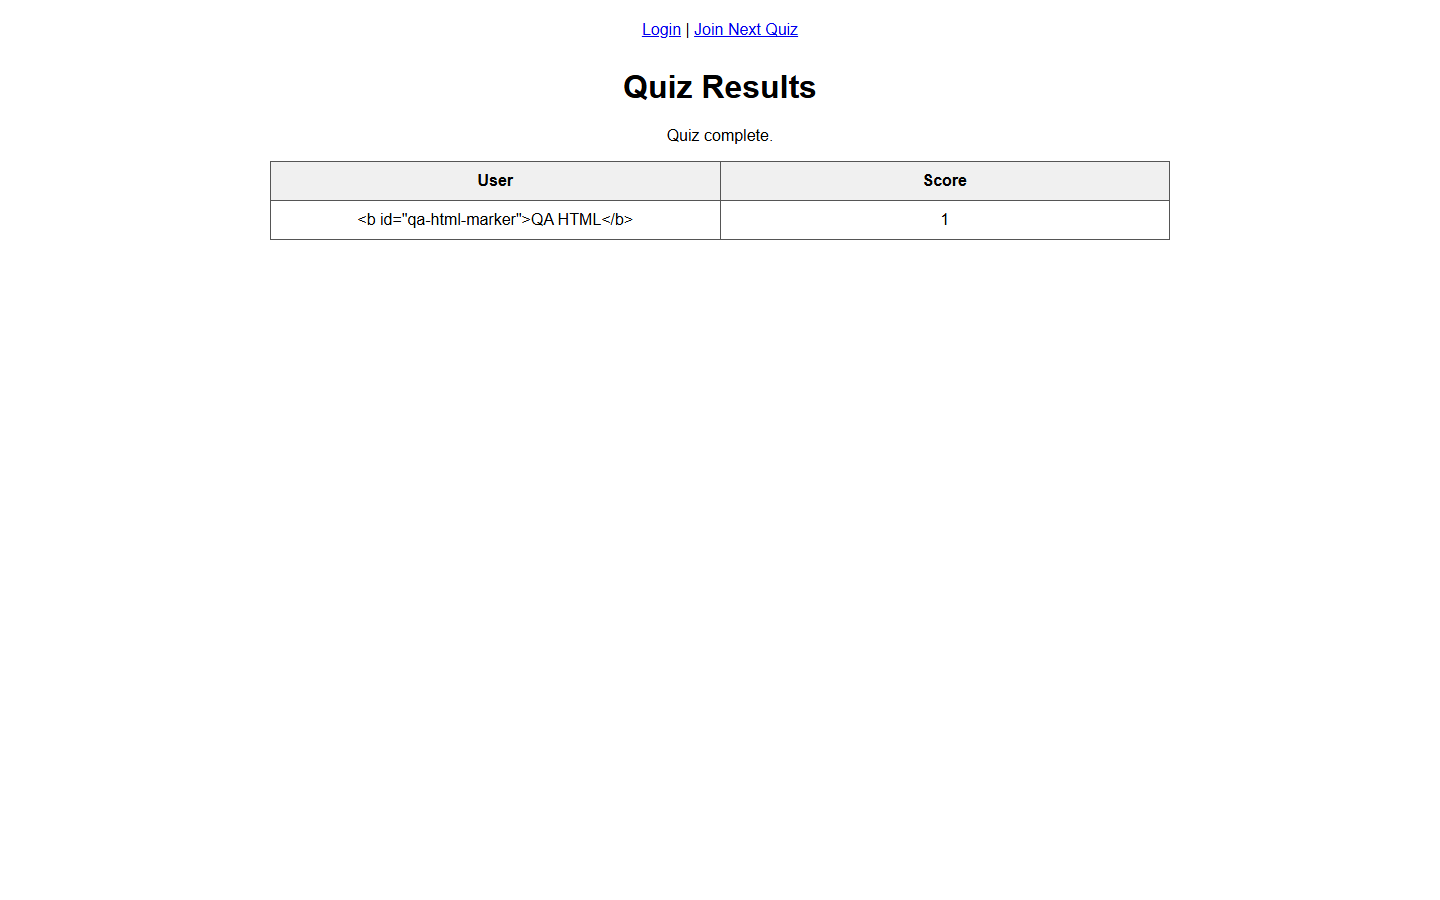 Login | Join Next Quiz
Quiz Results
Quiz complete.
User Score
<b id="qa-html-marker">QA HTML</b> 1